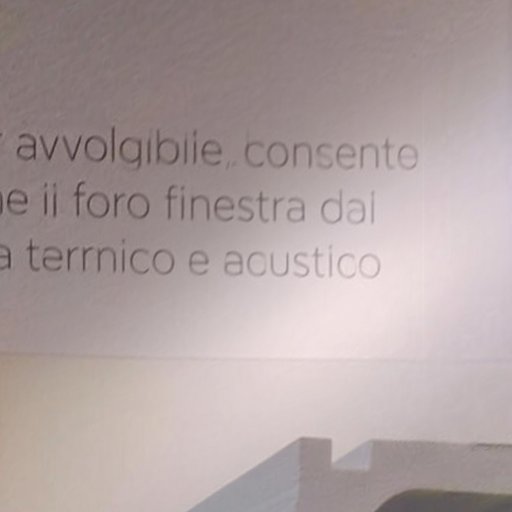 avvolgibile, consente
il foro finestra dal
termico e acustico